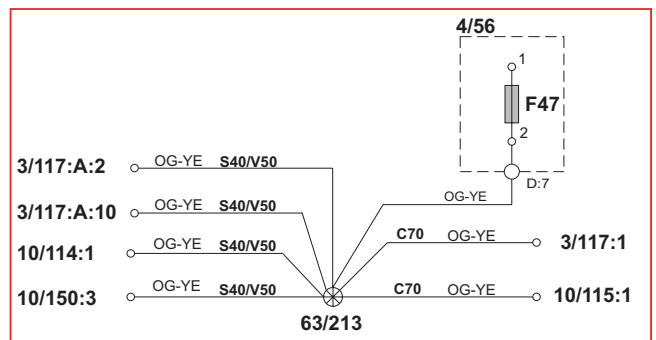 4/56
1
F47
2
D:7
3/117:A:2 OG-YE S40/V50
OG-YE
3/117:A:10 OG-YE S40/V50
C70 OG-YE 3/117:1
10/114:1 OG-YE S40/V50
10/150:3 OG-YE S40/V50
C70 OG-YE 10/115:1
63/213